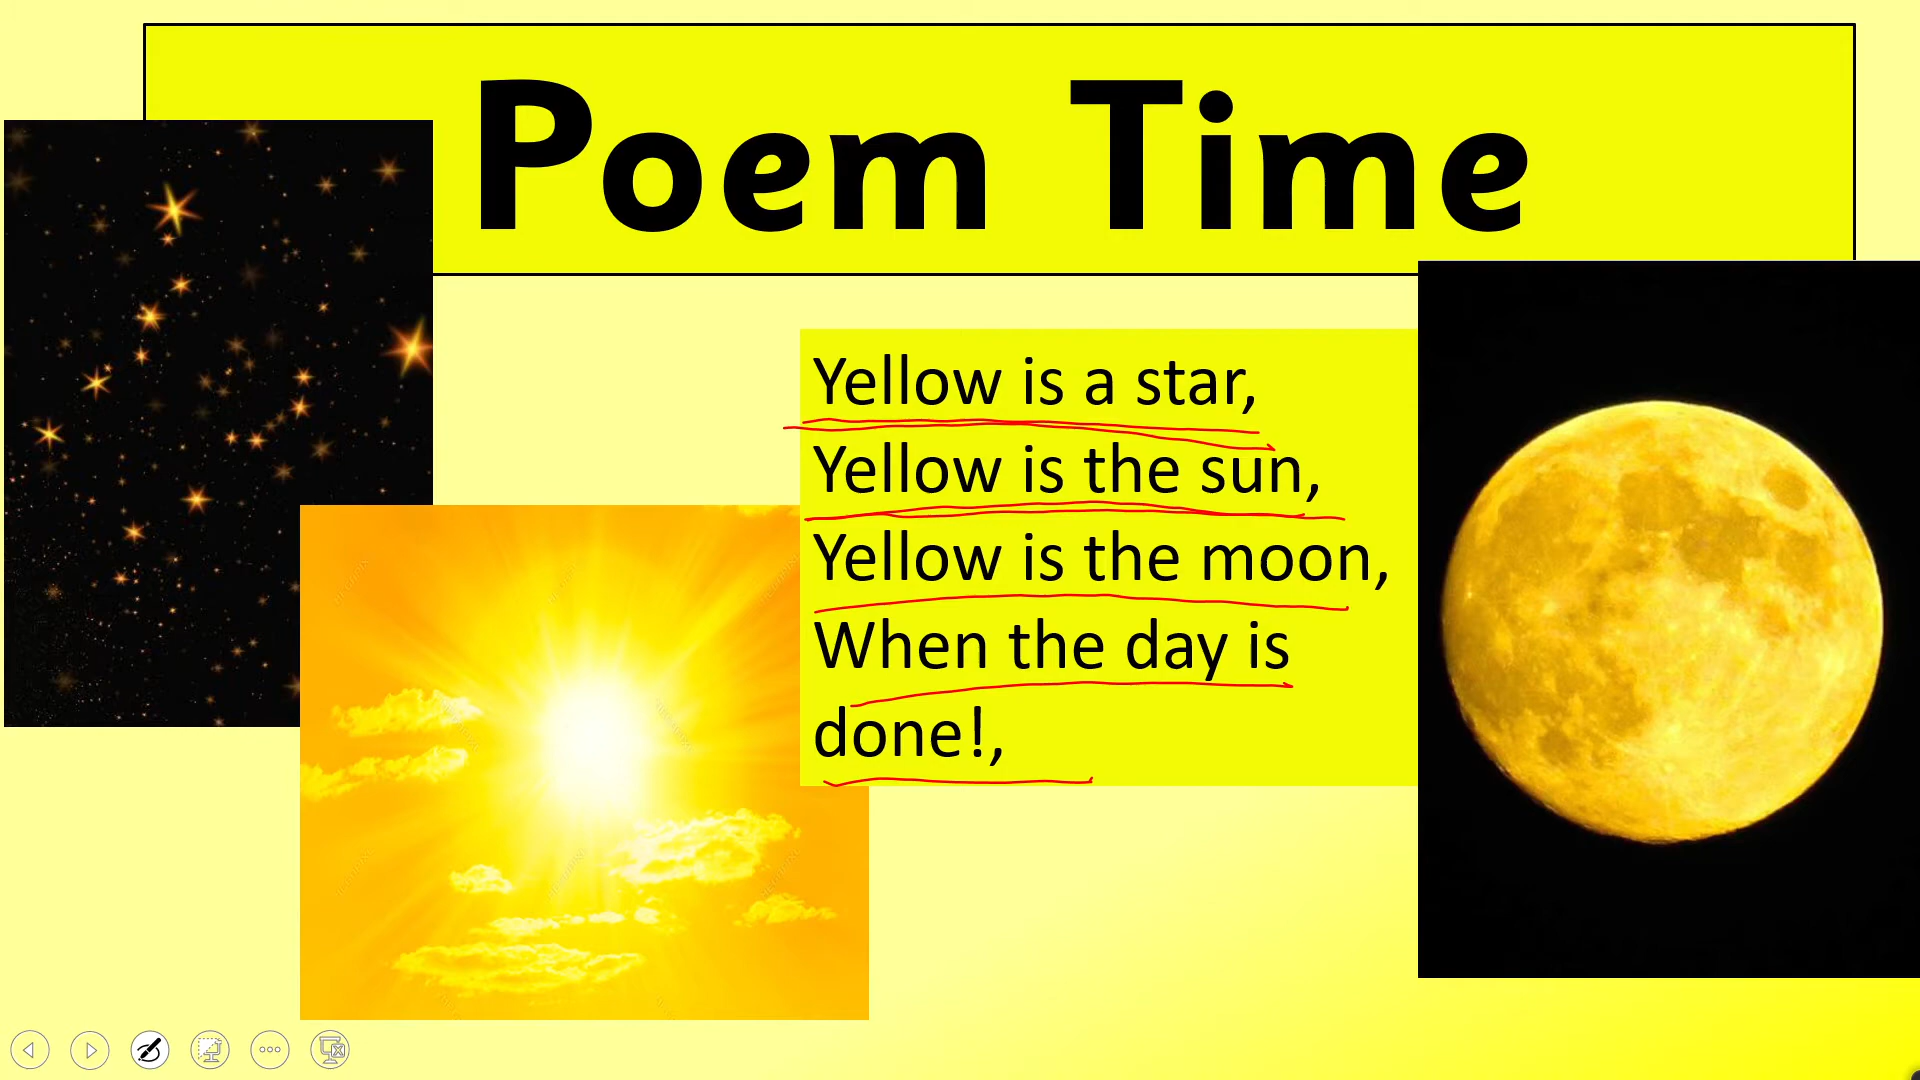 Poem Time
Yellow is a star,
Yellow is the sun,
Yellow is the moon,
When the day is
done!,